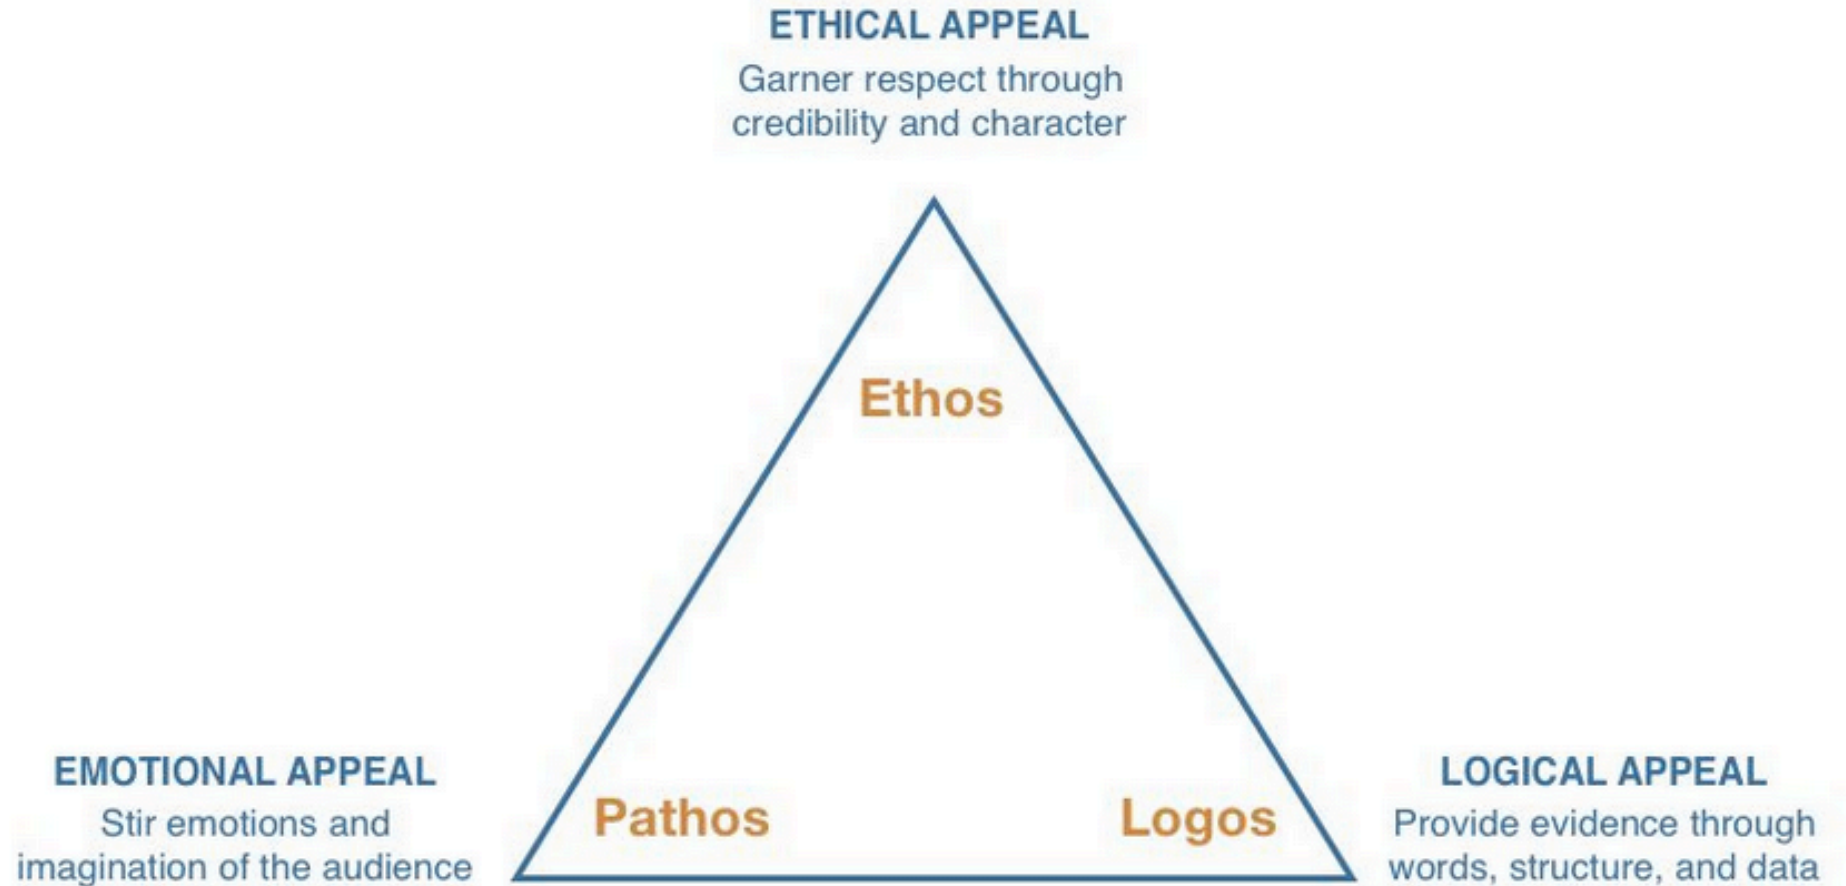 ETHICAL APPEAL
Garner respect through
credibility and character
Ethos
EMOTIONAL APPEAL
Stir emotions and
imagination of the audience
Pathos
Logos
LOGICAL APPEAL
Provide evidence through
words, structure, and data